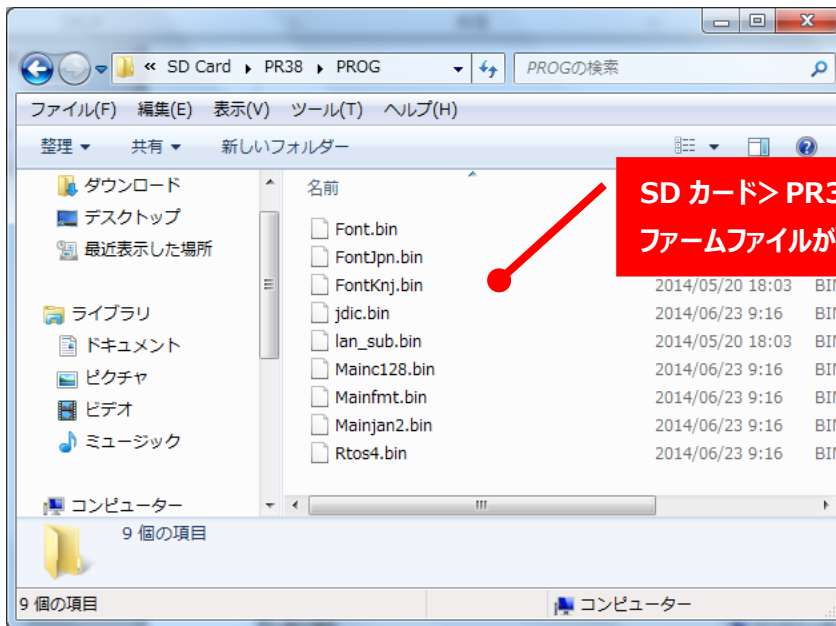 « SD Card ▸ PR38 ▸ PROG
PROGの検索
ファイル(F) 編集(E) 表示(V) ツール(T) ヘルプ(H)
整理 ▼ 共有 ▼ 新しいフォルダー
ダウンロード
デスクトップ
最近表示した場所
ライブラリ
ドキュメント
ピクチャ
ビデオ
ミュージック
コンピューター
名前
Font.bin
FontJpn.bin
FontKnj.bin 2014/05/20 18:03 BIN
jdic.bin 2014/06/23 9:16 BIN
lan_sub.bin 2014/05/20 18:03 BIN
Mainc128.bin 2014/06/23 9:16 BIN
Mainfmt.bin 2014/06/23 9:16 BIN
Mainjan2.bin 2014/06/23 9:16 BIN
Rtos4.bin 2014/06/23 9:16 BIN
SD カード> PR3
ファームファイルが
9 個の項目
9 個の項目
コンピューター